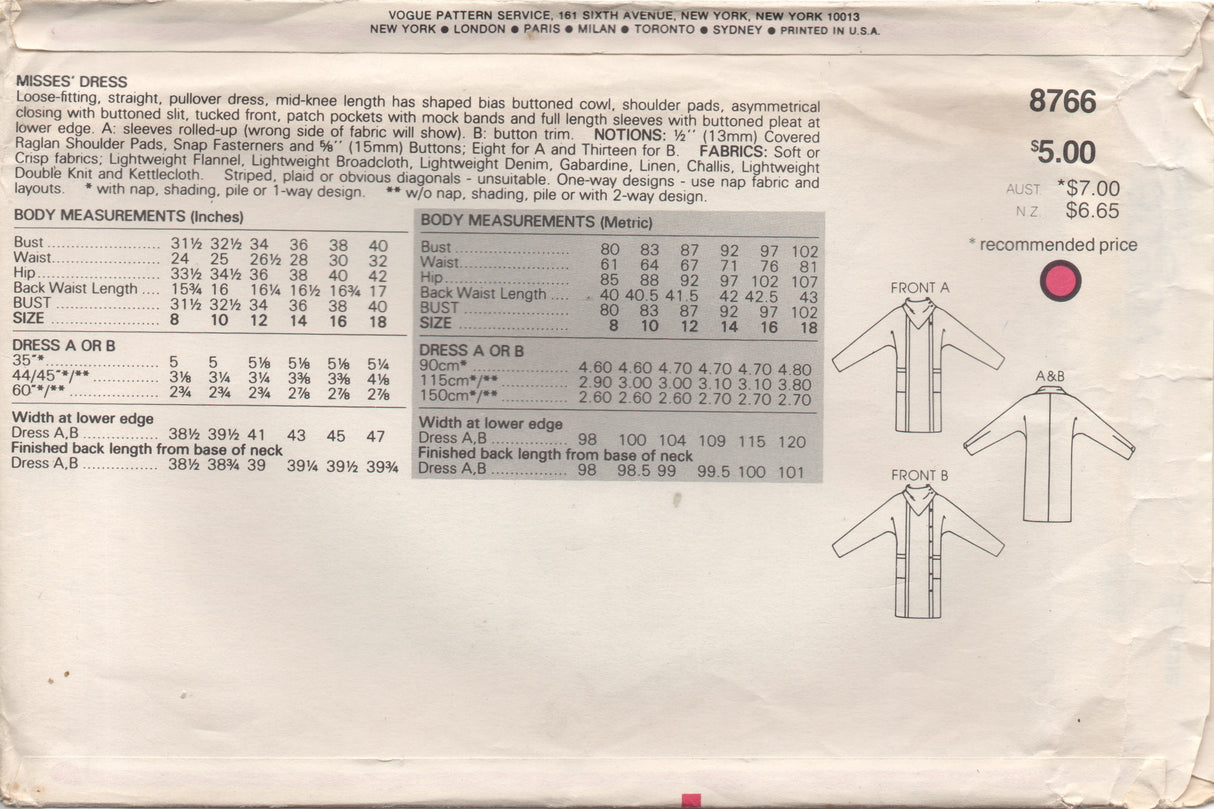 VOGUE PATTERN SERVICE, 161 SIXTH AVENUE, NEW YORK, NEW YORK 10013
NEW YORK ● LONDON ● PARIS ● MILAN ● TORONTO ● SYDNEY ● PRINTED IN U.S.A.
MISSES' DRESS
Loose-fitting, straight, pullover dress, mid-knee length has shaped bias buttoned cowl, shoulder pads, asymmetrical
closing with buttoned slit, tucked front, patch pockets with mock bands and full length sleeves with buttoned pleat at
lower edge. A: sleeves rolled-up (wrong side of fabric will show). B: button trim. NOTIONS: ½'' (13mm) Covered
Raglan Shoulder Pads, Snap Fasterners and ⅝'' (15mm) Buttons; Eight for A and Thirteen for B. FABRICS: Soft or
Crisp fabrics; Lightweight Flannel, Lightweight Broadcloth, Lightweight Denim, Gabardine, Linen, Challis, Lightweight
Double Knit and Kettlecloth. Striped, plaid or obvious diagonals - unsuitable. One-way designs - use nap fabric and
layouts. * with nap, shading, pile or 1-way design. ** w/o nap, shading, pile or with 2-way design.
BODY MEASUREMENTS (Inches)
Bust 31½ 32½ 34 36 38 40
Waist 24 25 26½ 28 30 32
Hip 33½ 34½ 36 38 40 42
Back Waist Length 15¾ 16 16¼ 16½ 16¾ 17
BUST 31½ 32½ 34 36 38 40
SIZE 8 10 12 14 16 18
DRESS A OR B
35''* 5 5 5⅛ 5⅛ 5⅛ 5¼
44/45''*/** 3⅛ 3¼ 3¼ 3⅜ 3⅜ 4⅛
60''*/** 2¾ 2¾ 2¾ 2⅞ 2⅞ 2⅞
Width at lower edge
Dress A,B 38½ 39½ 41 43 45 47
Finished back length from base of neck
Dress A,B 38½ 38¾ 39 39¼ 39½ 39¾
BODY MEASUREMENTS (Metric)
Bust 80 83 87 92 97 102
Waist 61 64 67 71 76 81
Hip 85 88 92 97 102 107
Back Waist Length 40 40.5 41.5 42 42.5 43
BUST 80 83 87 92 97 102
SIZE 8 10 12 14 16 18
DRESS A OR B
90cm* 4.60 4.60 4.70 4.70 4.70 4.80
115cm*/** 2.90 3.00 3.00 3.10 3.10 3.80
150cm*/** 2.60 2.60 2.60 2.70 2.70 2.70
Width at lower edge
Dress A,B 98 100 104 109 115 120
Finished back length from base of neck
Dress A,B 98 98.5 99 99.5 100 101
8766
$5.00
AUST. *$7.00
N Z $6.65
* recommended price
FRONT A
A&B
FRONT B